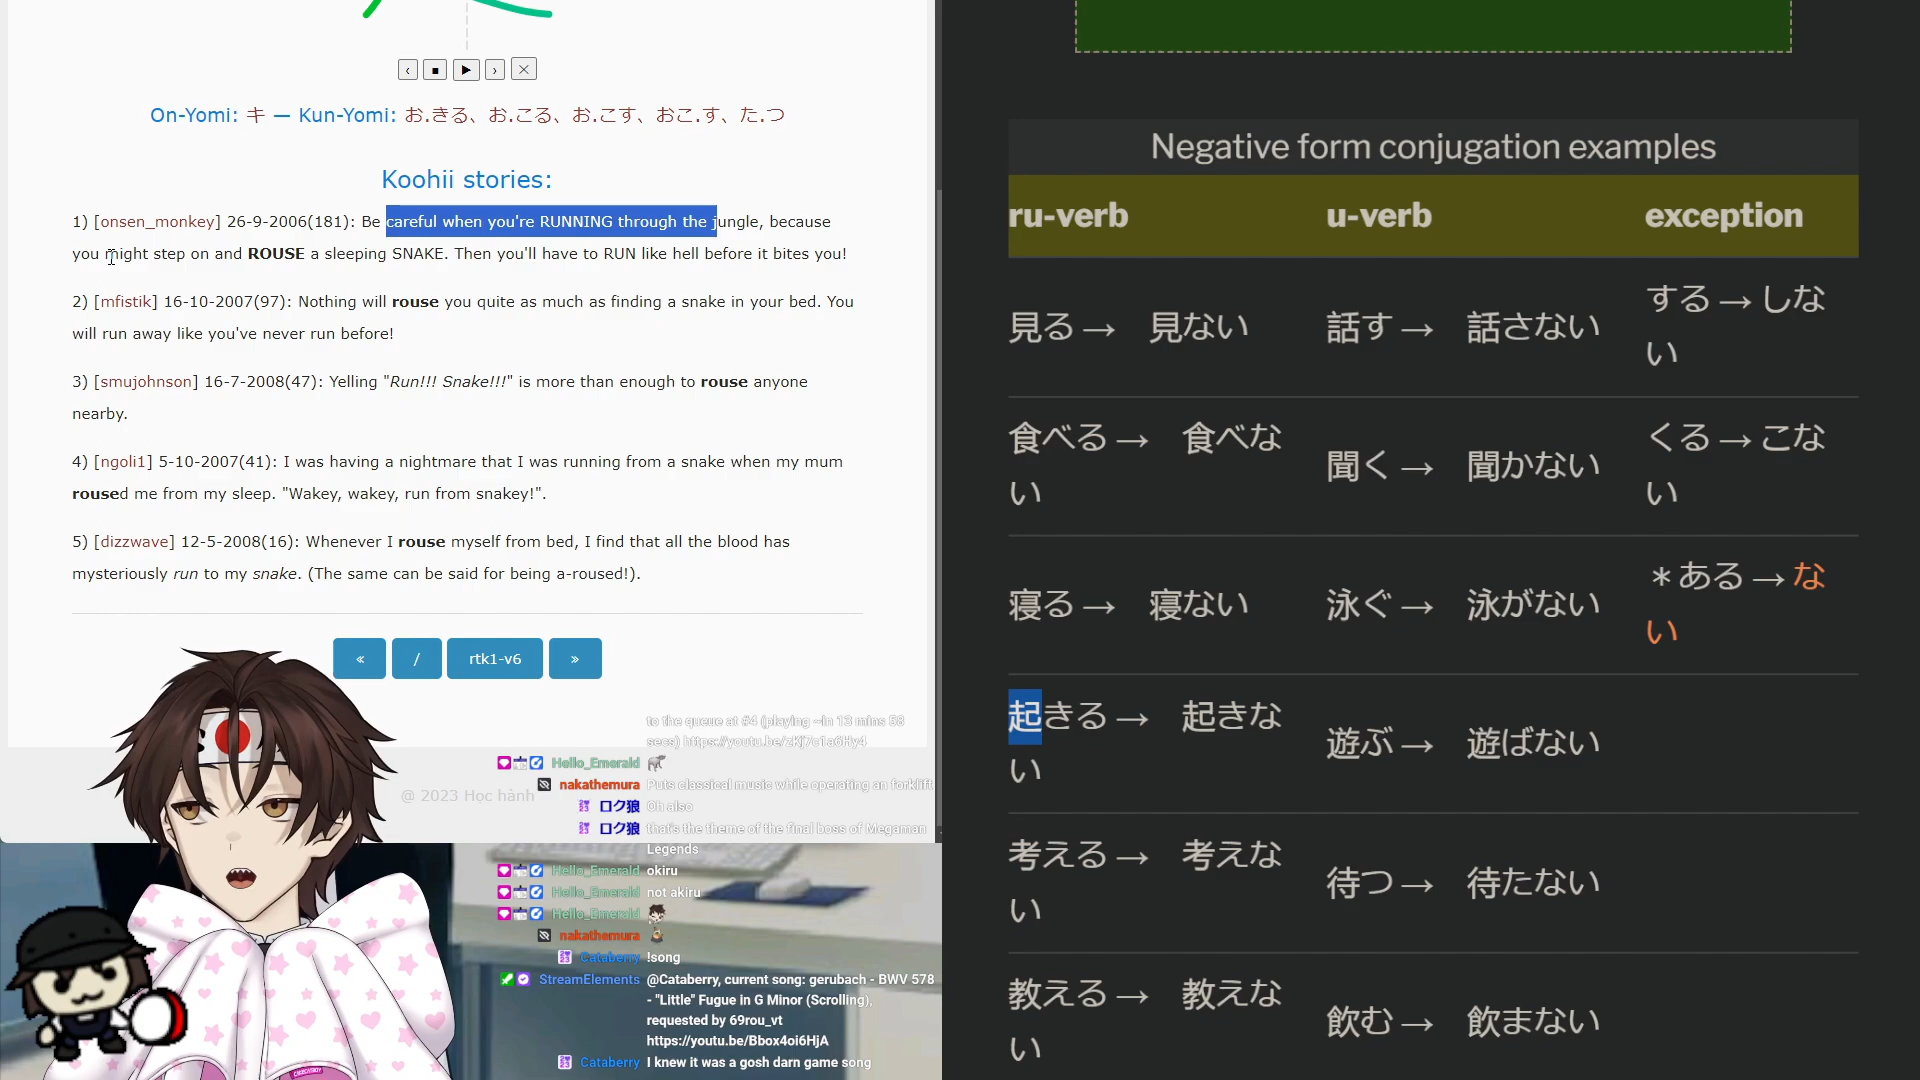 On-Yomi: キ — Kun-Yomi: お.きる、お.こる、お.こす、おこ.す、た.つ
Koohii stories:
1) [onsen_monkey] 26-9-2006(181): Be careful when you're RUNNING through the jungle, because
you might step on and ROUSE a sleeping SNAKE. Then you'll have to RUN like hell before it bites you!
2) [mfistik] 16-10-2007(97): Nothing will rouse you quite as much as finding a snake in your bed. You
will run away like you've never run before!
3) [smujohnson] 16-7-2008(47): Yelling "Run!!! Snake!!!" is more than enough to rouse anyone
nearby.
4) [ngoli1] 5-10-2007(41): I was having a nightmare that I was running from a snake when my mum
roused me from my sleep. "Wakey, wakey, run from snakey!".
5) [dizzwave] 12-5-2008(16): Whenever I rouse myself from bed, I find that all the blood has
mysteriously run to my snake. (The same can be said for being a-roused!).
« / rtk1-v6 »
@ 2023 Học hành
to the queue at #4 (playing ~in 13 mins 58
Hello_Emerald
nakathemura Puts classical music while operating an forklift
ロク狼 Oh also
ロク狼 that's the theme of the final boss of Megaman
Legends
Hello_Emerald okiru
Hello_Emerald not akiru
Hello_Emerald
nakathemura
Cataberry !song
StreamElements @Cataberry, current song: gerubach - BWV 578
- "Little" Fugue in G Minor (Scrolling),
requested by 69rou_vt
https://youtu.be/Bbox4oi6HjA
Cataberry I knew it was a gosh darn game song
Negative form conjugation examples
ru-verb u-verb exception
見る → 見ない 話す → 話さない する → しな
い
食べる → 食べな 聞く → 聞かない くる → こな
い い
寝る → 寝ない 泳ぐ → 泳がない *ある → な
い
起きる → 起きな 遊ぶ → 遊ばない
い
考える → 考えな 待つ → 待たない
い
教える → 教えな 飲む → 飲まない
い